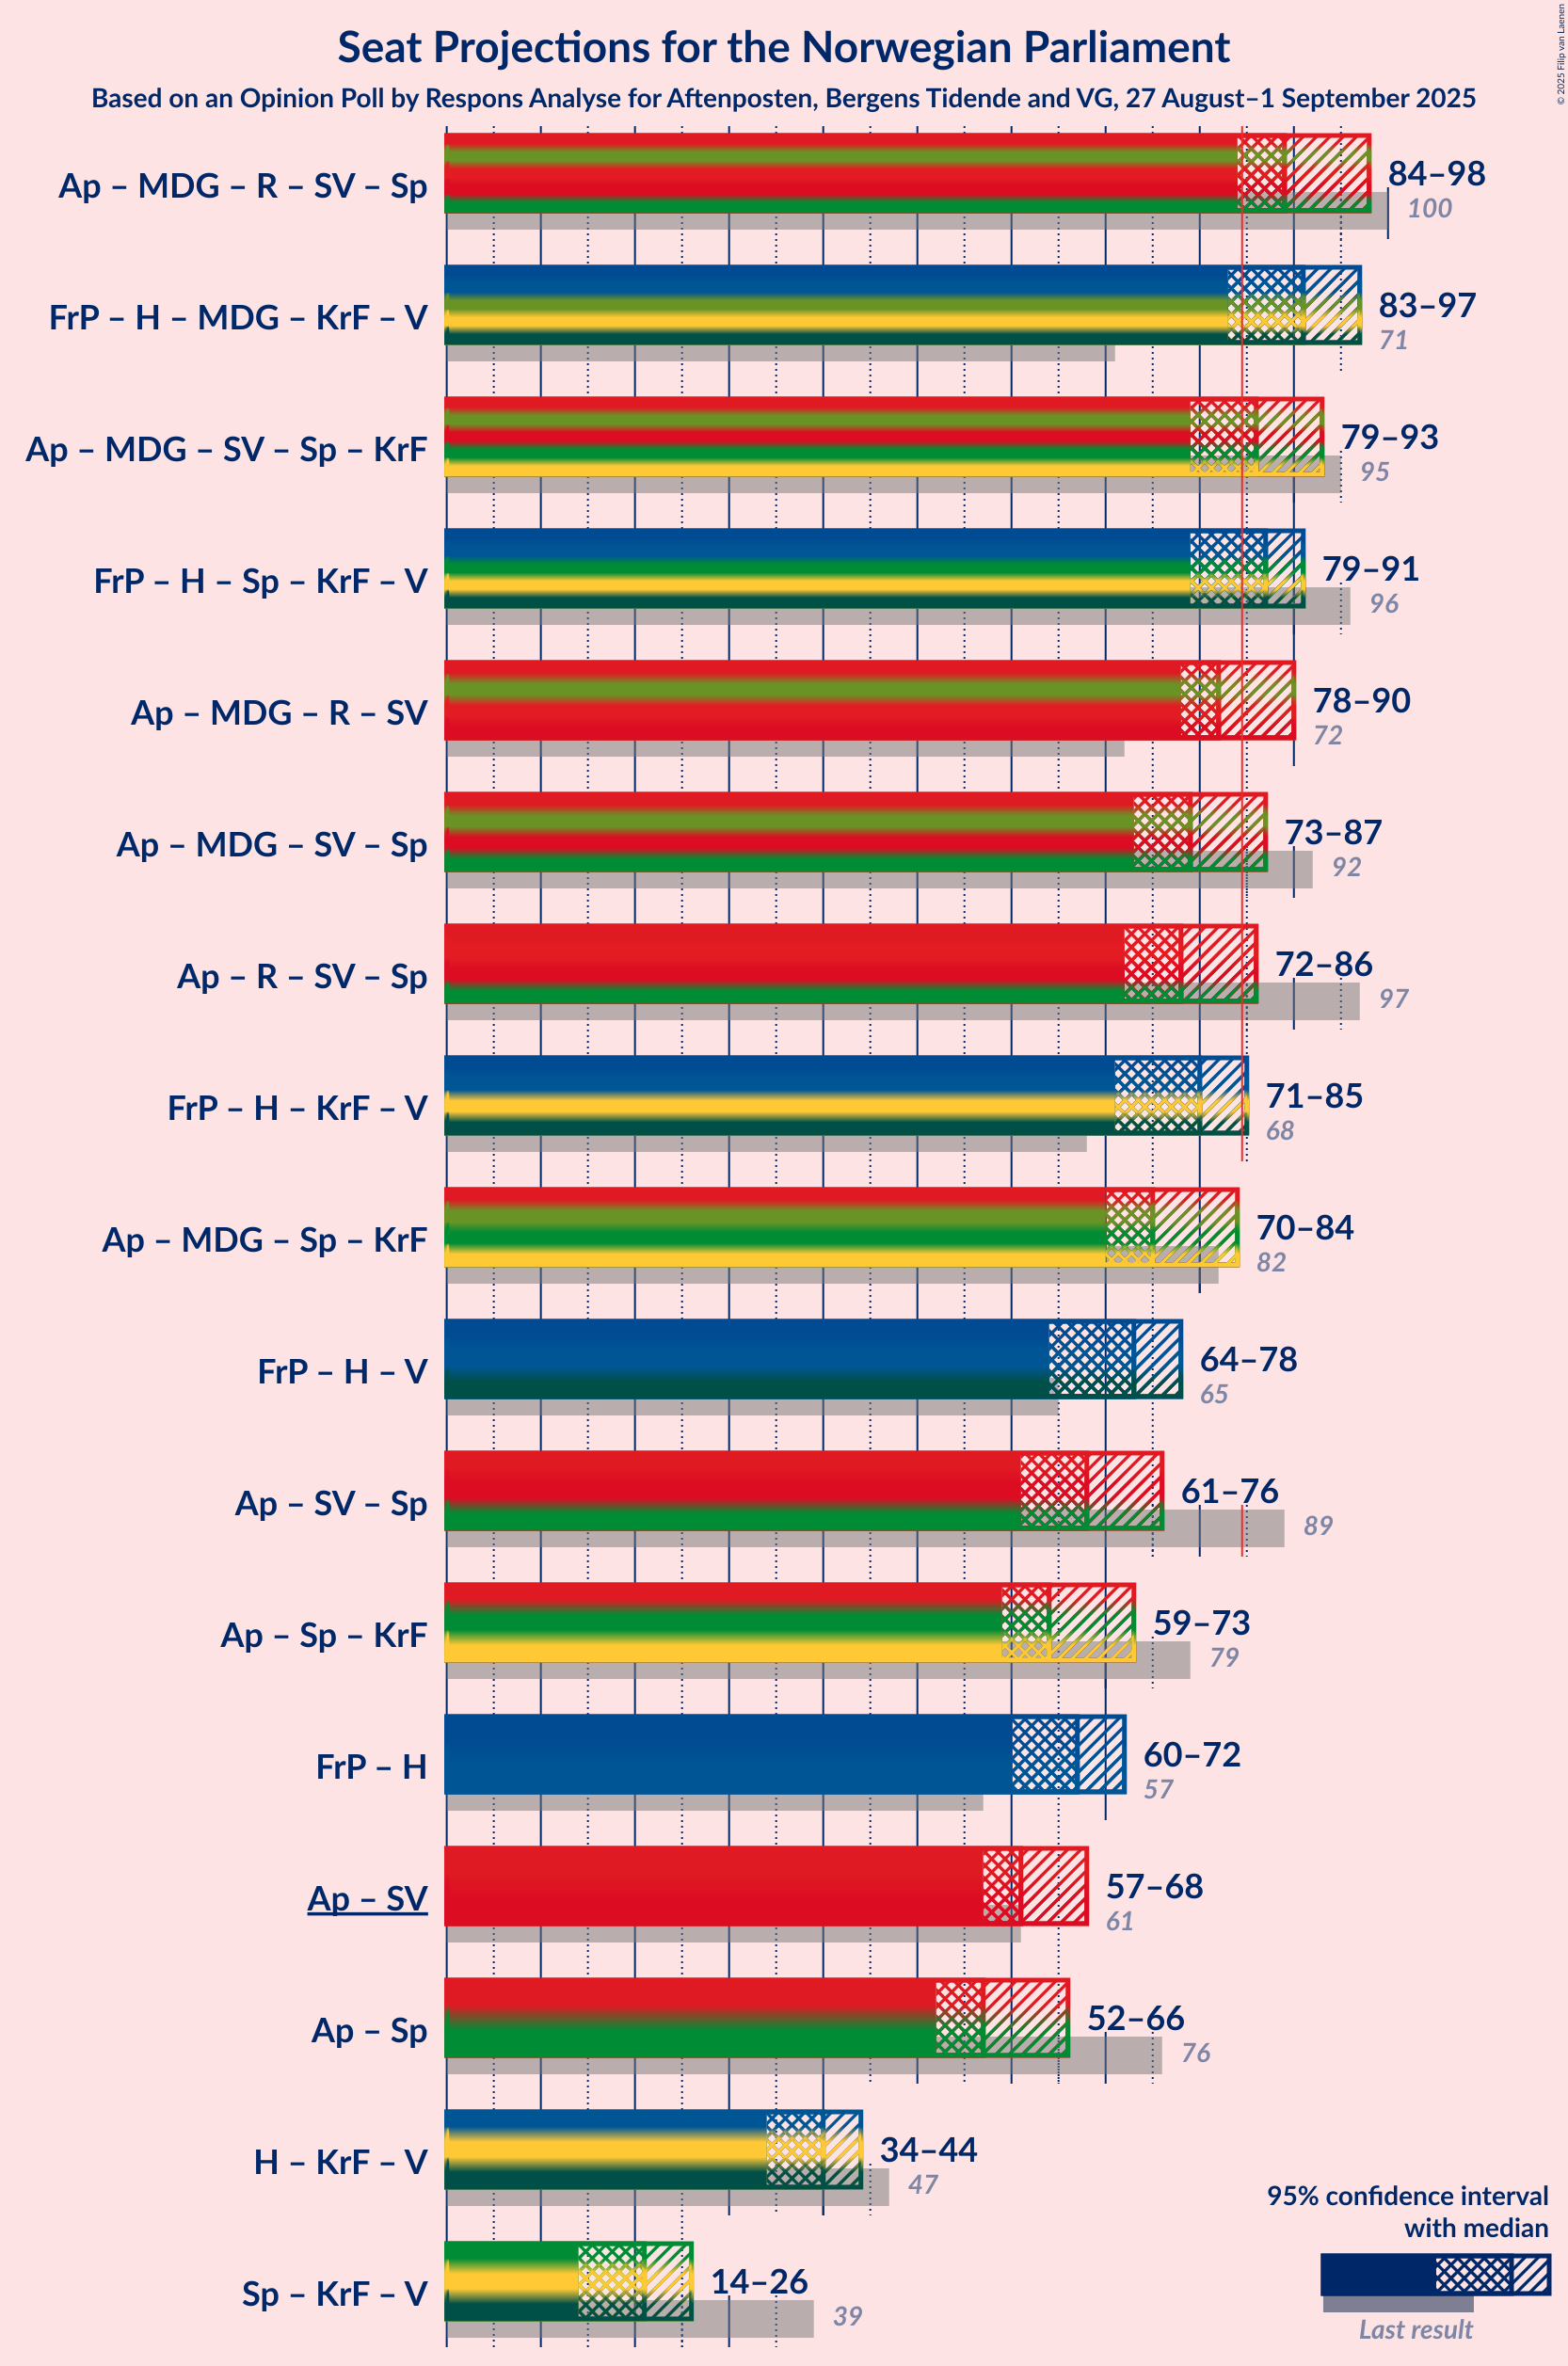 Seat Projections for the Norwegian Parliament
Based on an Opinion Poll by Respons Analyse for Aftenposten, Bergens Tidende and VG, 27 August–1 September 2025
© 2025 Filip van Laenen
Ap – MDG – R – SV – Sp
84–98
100
FrP – H – MDG – KrF – V
83–97
71
Ap – MDG – SV – Sp – KrF
79–93
95
FrP – H – Sp – KrF – V
79–91
96
Ap – MDG – R – SV
78–90
72
Ap – MDG – SV – Sp
73–87
92
Ap – R – SV – Sp
72–86
97
FrP – H – KrF – V
71–85
68
Ap – MDG – Sp – KrF
70–84
82
FrP – H – V
64–78
65
Ap – SV – Sp
61–76
89
Ap – Sp – KrF
59–73
79
FrP – H
60–72
57
Ap – SV
57–68
61
Ap – Sp
52–66
76
H – KrF – V
34–44
47
Sp – KrF – V
14–26
39
95% confidence interval
with median
Last result